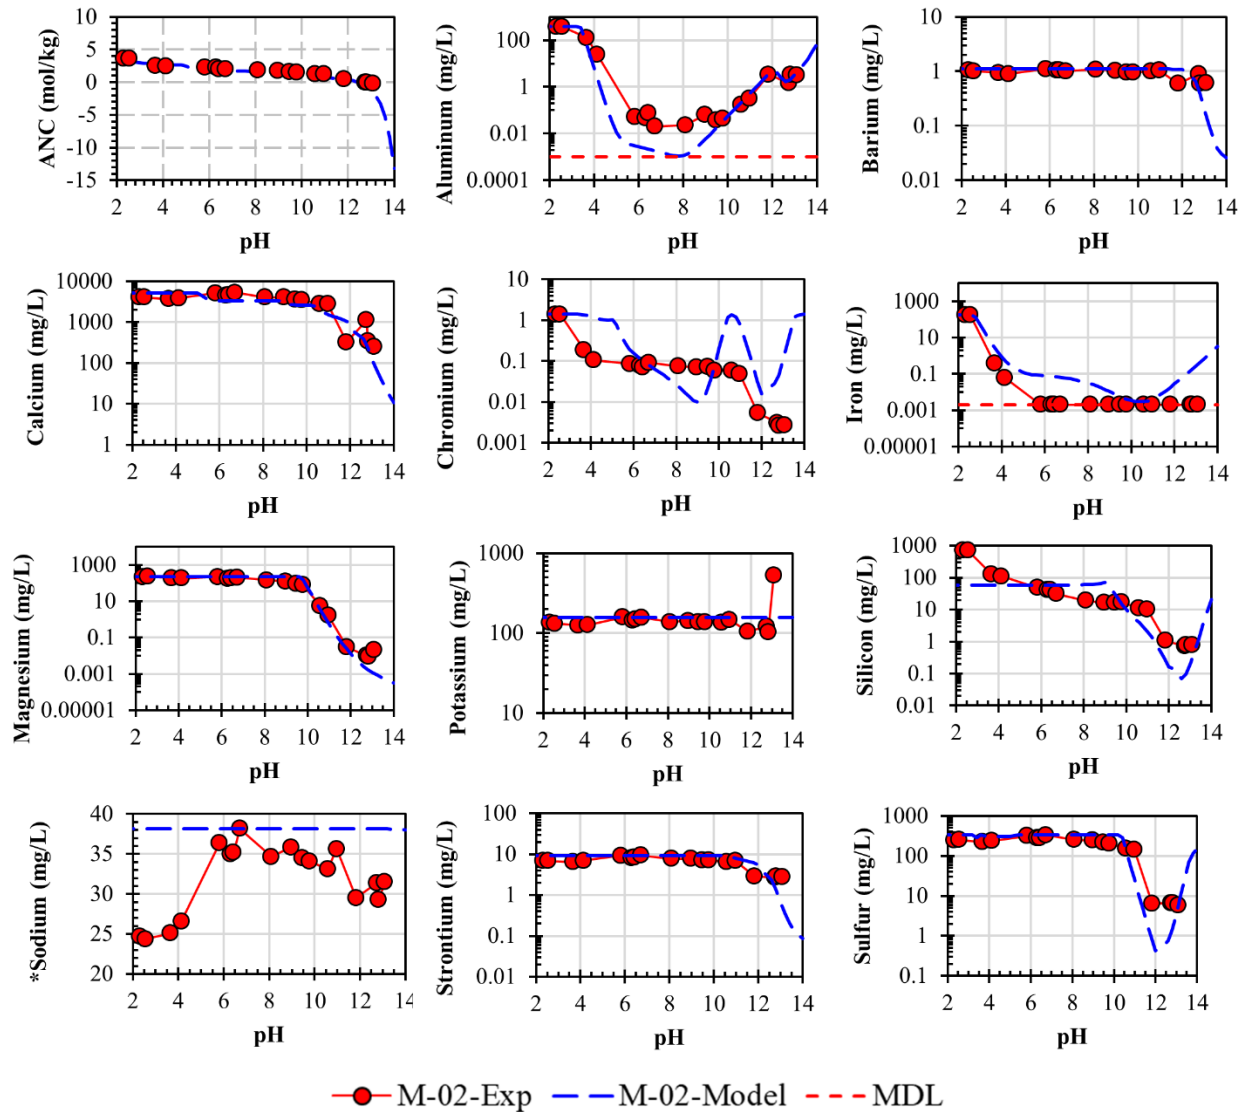 ANC (mol/kg)
10
5
0
-5
-10
-15
2 4 6 8 10 12 14
pH
Aluminum (mg/L)
100
1
0.01
0.0001
2 4 6 8 10 12 14
pH
Barium (mg/L)
10
1
0.1
0.01
2 4 6 8 10 12 14
pH
Calcium (mg/L)
10000
1000
100
10
1
2 4 6 8 10 12 14
pH
Chromium (mg/L)
10
1
0.1
0.01
0.001
2 4 6 8 10 12 14
pH
Iron (mg/L)
1000
10
0.1
0.001
0.00001
2 4 6 8 10 12 14
pH
Magnesium (mg/L)
1000
10
0.1
0.001
0.00001
2 4 6 8 10 12 14
pH
Potassium (mg/L)
1000
100
10
2 4 6 8 10 12 14
pH
Silicon (mg/L)
1000
100
10
1
0.1
0.01
2 4 6 8 10 12 14
pH
*Sodium (mg/L)
40
35
30
25
20
2 4 6 8 10 12 14
pH
Strontium (mg/L)
100
10
1
0.1
0.01
2 4 6 8 10 12 14
pH
Sulfur (mg/L)
1000
100
10
1
0.1
2 4 6 8 10 12 14
pH
M-02-Exp M-02-Model MDL